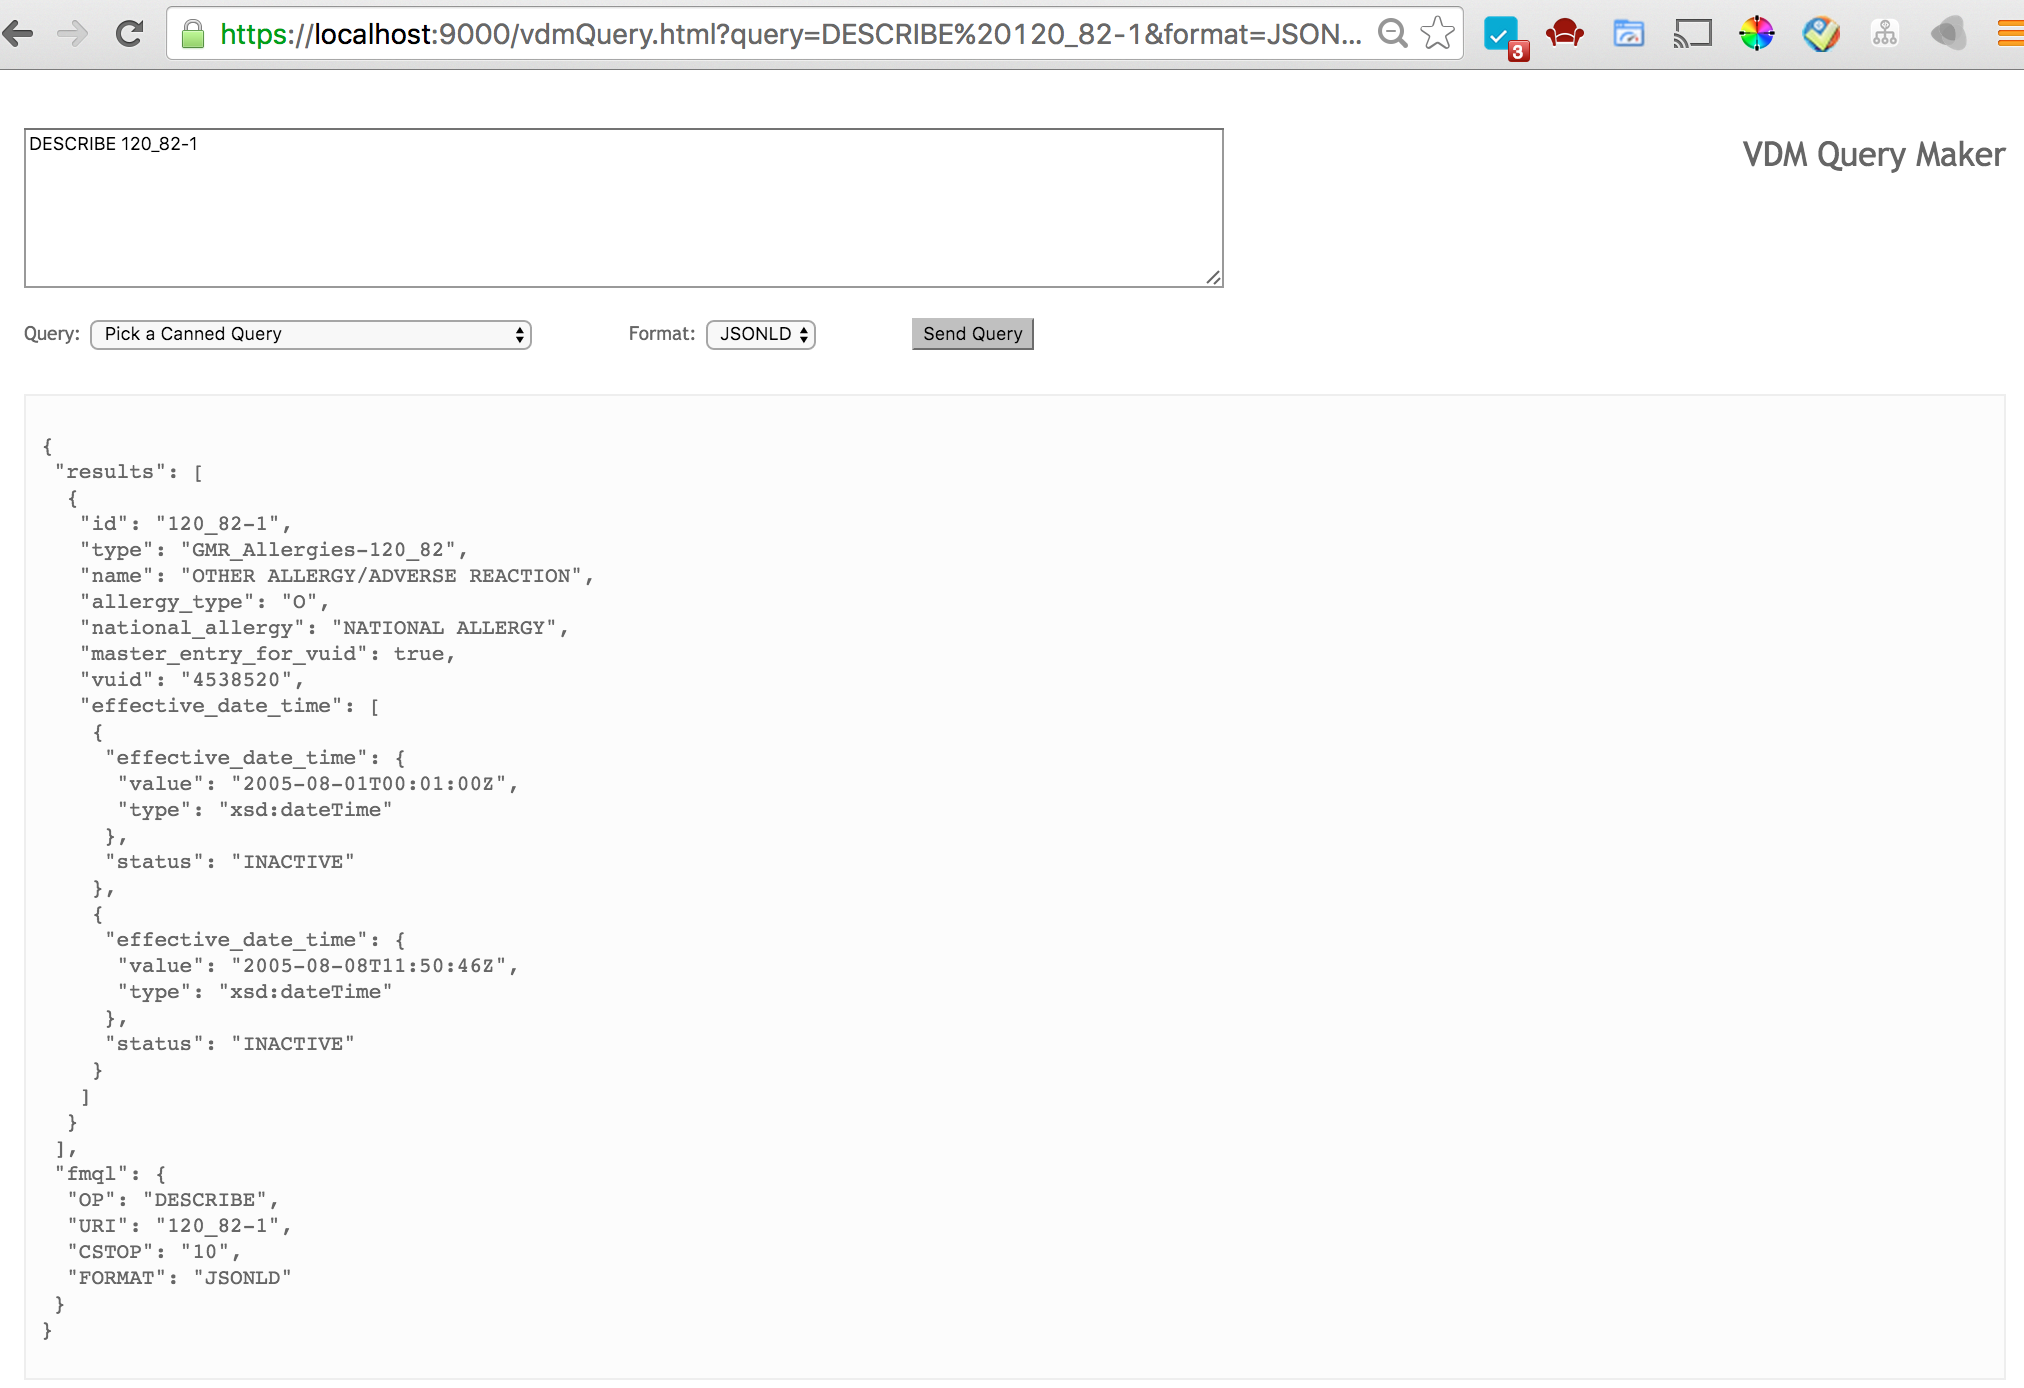 https://localhost:9000/vdmQuery.html?query=DESCRIBE%20120_82-1&format=JSON...
3
DESCRIBE 120_82-1
VDM Query Maker
Query: Pick a Canned Query Format: JSONLD Send Query
{
"results": [
{
"id": "120_82-1",
"type": "GMR_Allergies-120_82",
"name": "OTHER ALLERGY/ADVERSE REACTION",
"allergy_type": "O",
"national_allergy": "NATIONAL ALLERGY",
"master_entry_for_vuid": true,
"vuid": "4538520",
"effective_date_time": [
{
"effective_date_time": {
"value": "2005-08-01T00:01:00Z",
"type": "xsd:dateTime"
},
"status": "INACTIVE"
},
{
"effective_date_time": {
"value": "2005-08-08T11:50:46Z",
"type": "xsd:dateTime"
},
"status": "INACTIVE"
}
]
}
],
"fmql": {
"OP": "DESCRIBE",
"URI": "120_82-1",
"CSTOP": "10",
"FORMAT": "JSONLD"
}
}